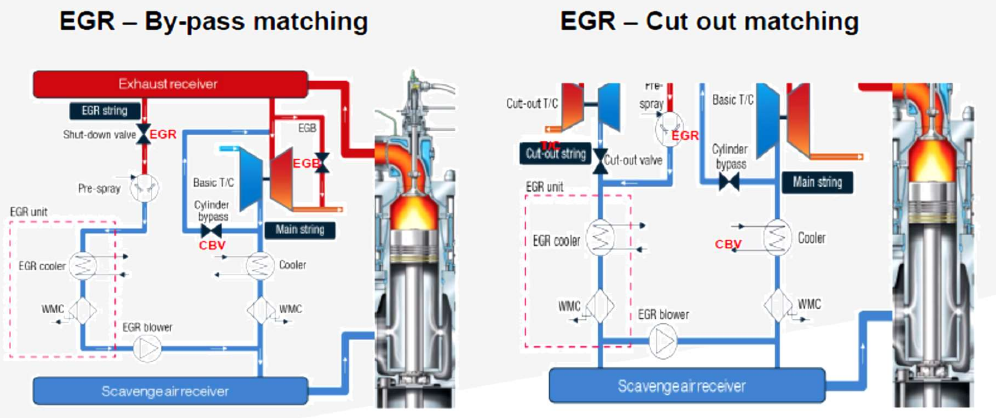 EGR – By-pass matching
Exhaust receiver
EGR string
Shut-down valve
EGR
EGB
EGB
Pre-spray
Basic T/C
EGR unit
Cylinder
bypass
Main string
CBV
EGR cooler
Cooler
WMC
WMC
EGR blower
Scavenge air receiver
EGR – Cut out matching
Cut-out T/C
Pre-
spray
Basic T/C
EGR
T/C
Cut-out string
Cut-out valve
Cylinder
bypass
EGR unit
Main string
EGR cooler
CBV
Cooler
WMC
WMC
EGR blower
Scavenge air receiver